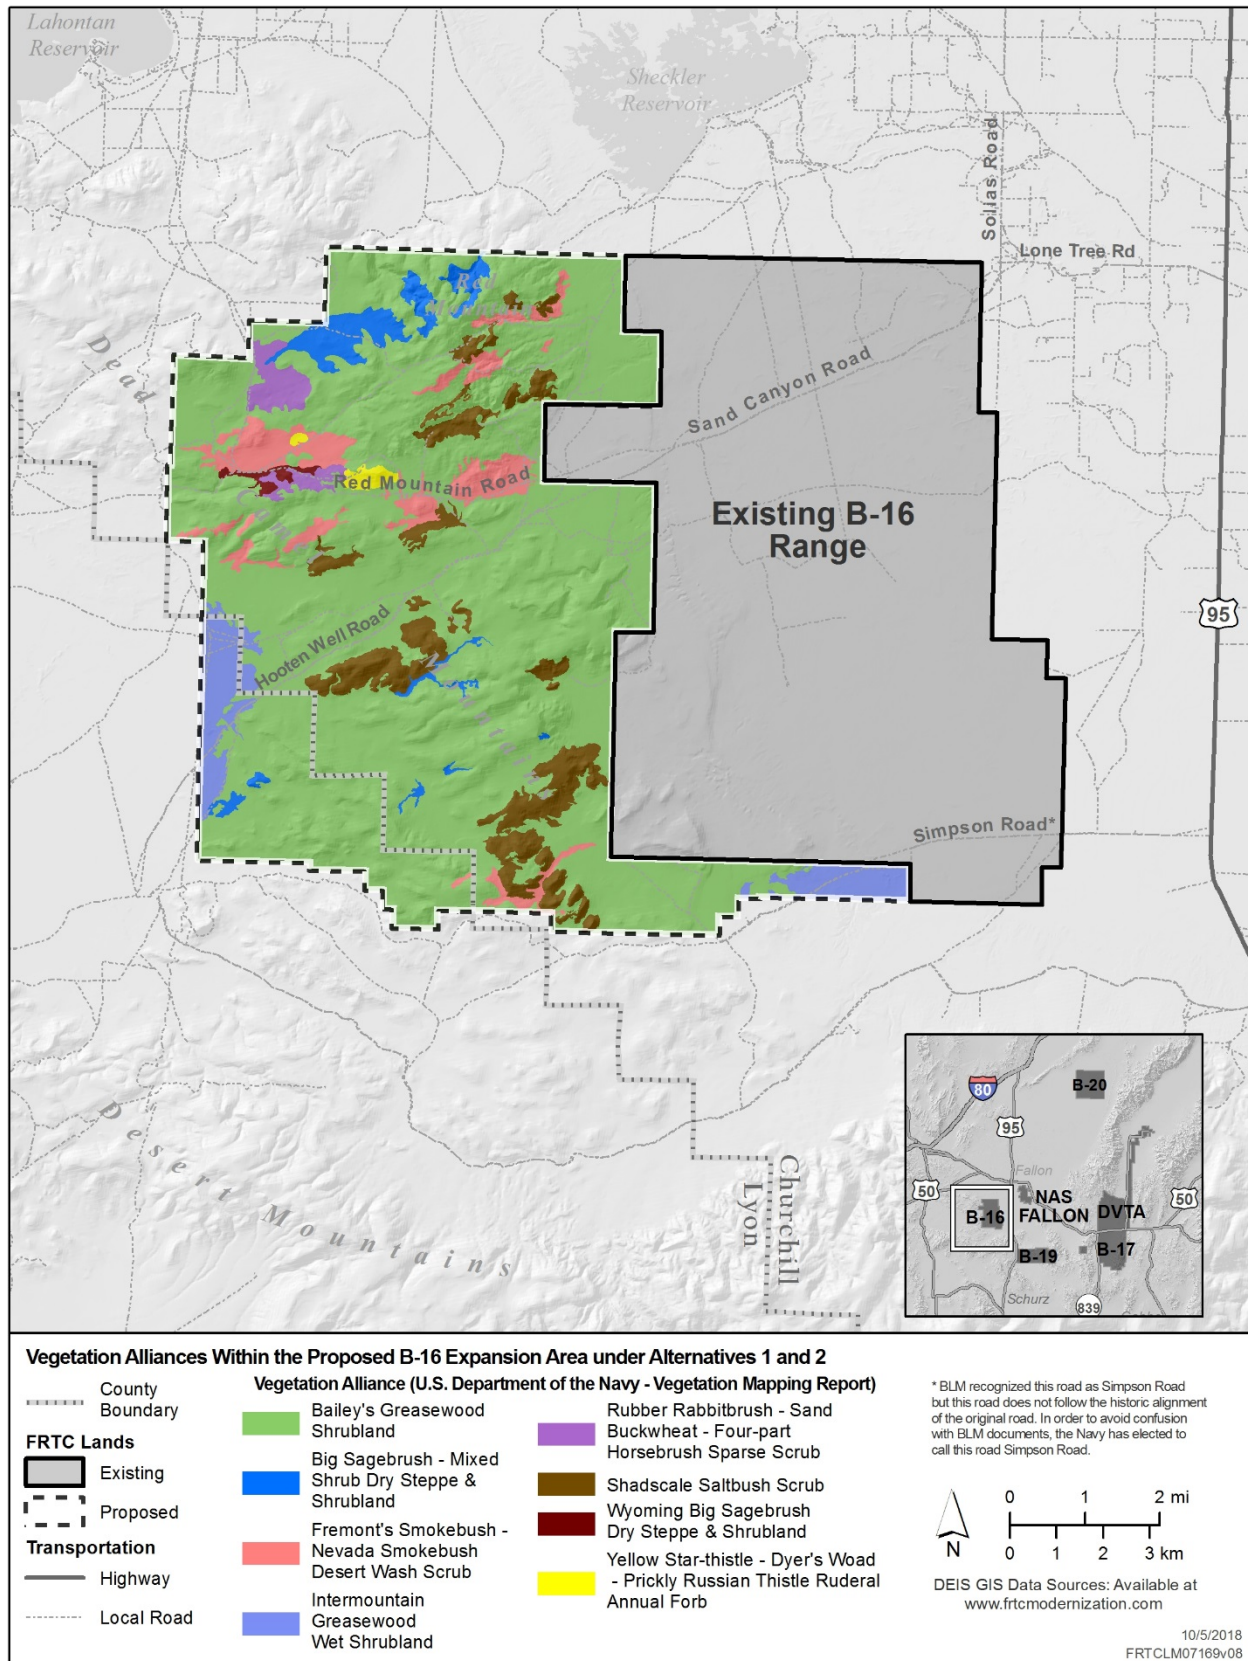 Lahontan
Reservoir
Sheckler
Reservoir
Sollas Road
Lone Tree Rd
Red
Mountain
Dead
Camel
Mountains
Sand Canyon Road
Red Mountain Road
Existing B-16
Range
95
Hooten Well Road
Simpson Road*
Desert Mountains
Churchill
Lyon
80
B-20
95
Fallon
50
NAS
FALLON
DVTA
50
B-16
B-19
B-17
Schurz
839
Vegetation Alliances Within the Proposed B-16 Expansion Area under Alternatives 1 and 2
County
Boundary
FRTC Lands
Existing
Proposed
Transportation
Highway
Local Road
Vegetation Alliance (U.S. Department of the Navy - Vegetation Mapping Report)
Bailey's Greasewood
Shrubland
Big Sagebrush - Mixed
Shrub Dry Steppe &
Shrubland
Fremont's Smokebush -
Nevada Smokebush
Desert Wash Scrub
Intermountain
Greasewood
Wet Shrubland
Rubber Rabbitbrush - Sand
Buckwheat - Four-part
Horsebrush Sparse Scrub
Shadscale Saltbush Scrub
Wyoming Big Sagebrush
Dry Steppe & Shrubland
Yellow Star-thistle - Dyer's Woad
- Prickly Russian Thistle Ruderal
Annual Forb
* BLM recognized this road as Simpson Road
but this road does not follow the historic alignment
of the original road. In order to avoid confusion
with BLM documents, the Navy has elected to
call this road Simpson Road.
N
0 1 2 mi
0 1 2 3 km
DEIS GIS Data Sources: Available at
www.frtcmodernization.com
10/5/2018
FRTCLM07169v08